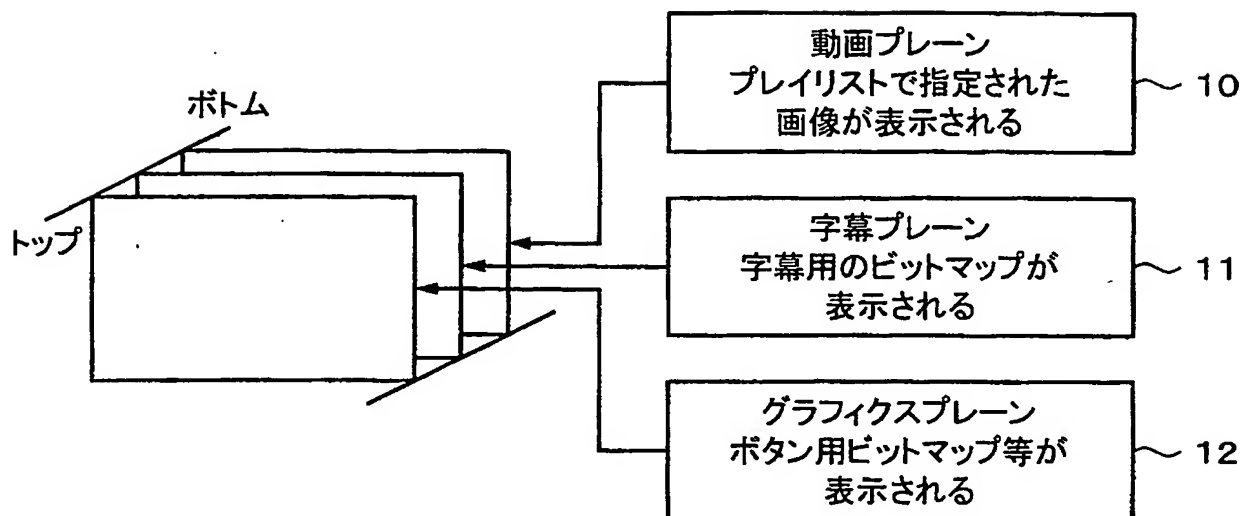 ボトム
トップ
動画プレーン
プレイリストで指定された
画像が表示される
10
字幕プレーン
字幕用のビットマップが
表示される
11
グラフィクスプレーン
ボタン用ビットマップ等が
表示される
12